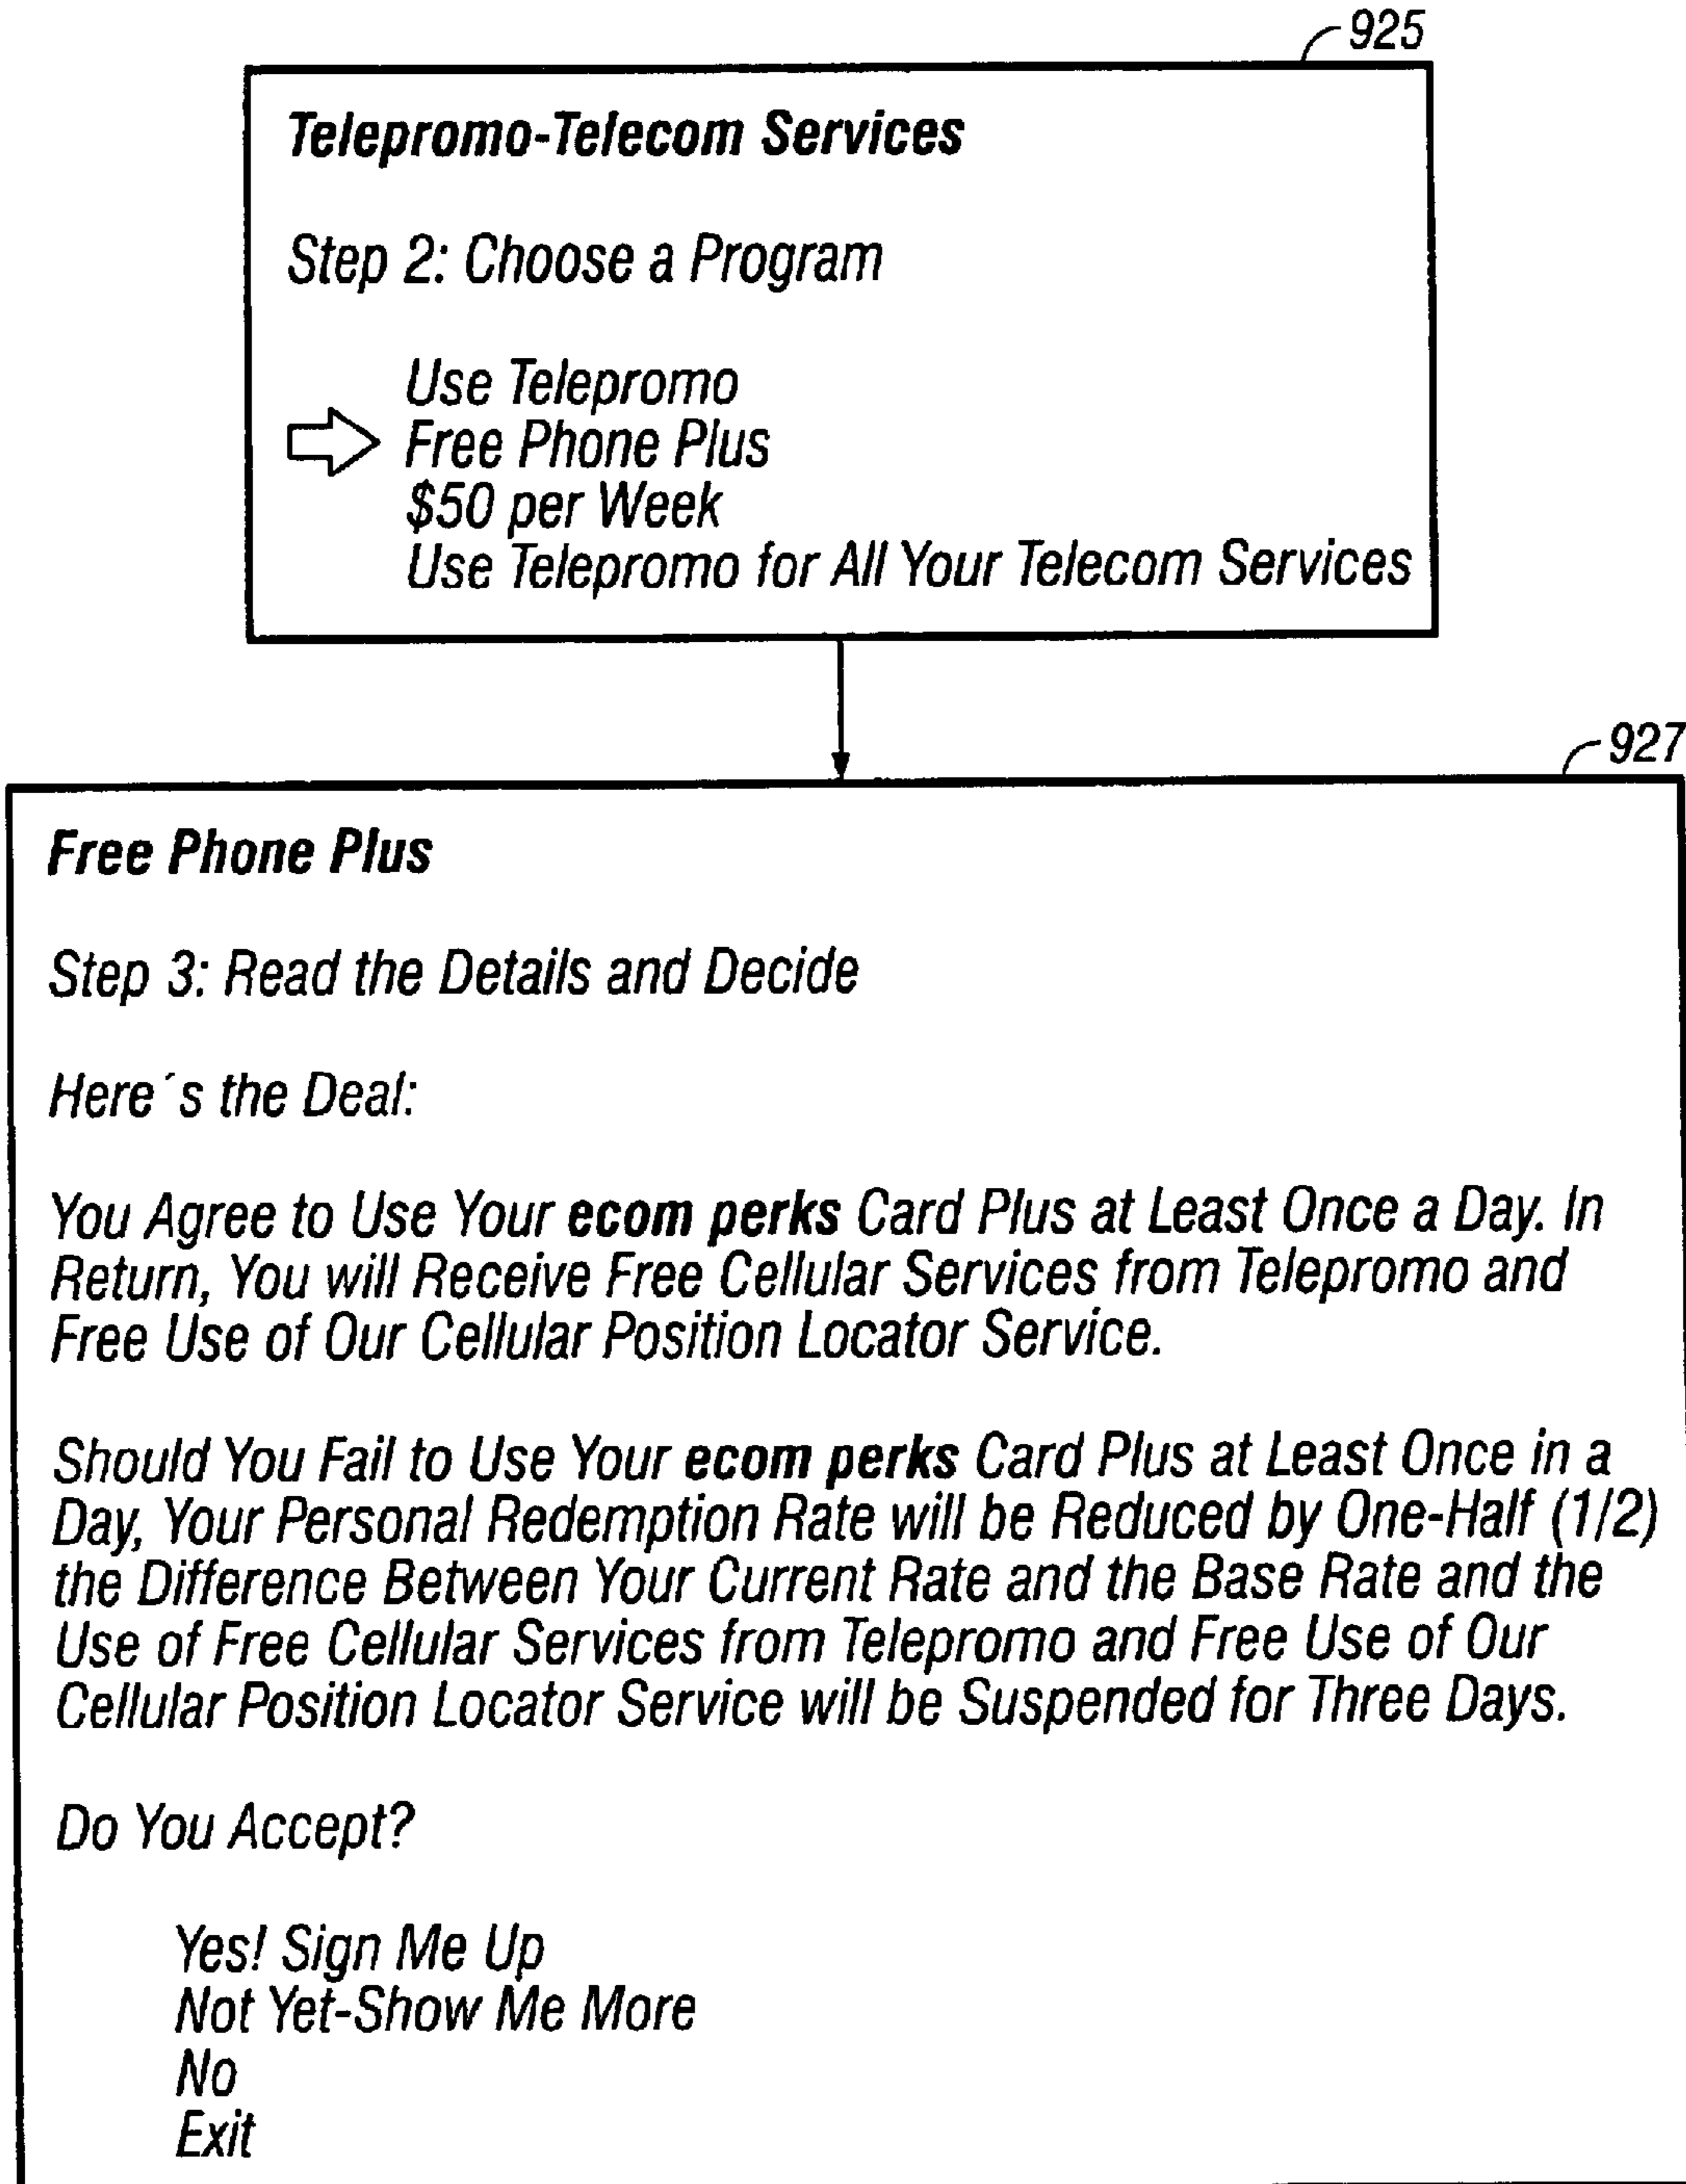 925
Telepromo-Telecom Services
Step 2: Choose a Program
Use Telepromo
Free Phone Plus
$50 per Week
Use Telepromo for All Your Telecom Services
927
Free Phone Plus
Step 3: Read the Details and Decide
Here´s the Deal:
You Agree to Use Your ecom perks Card Plus at Least Once a Day. In
Return, You will Receive Free Cellular Services from Telepromo and
Free Use of Our Cellular Position Locator Service.
Should You Fail to Use Your ecom perks Card Plus at Least Once in a
Day, Your Personal Redemption Rate will be Reduced by One-Half (1/2)
the Difference Between Your Current Rate and the Base Rate and the
Use of Free Cellular Services from Telepromo and Free Use of Our
Cellular Position Locator Service will be Suspended for Three Days.
Do You Accept?
Yes! Sign Me Up
Not Yet-Show Me More
No
Exit